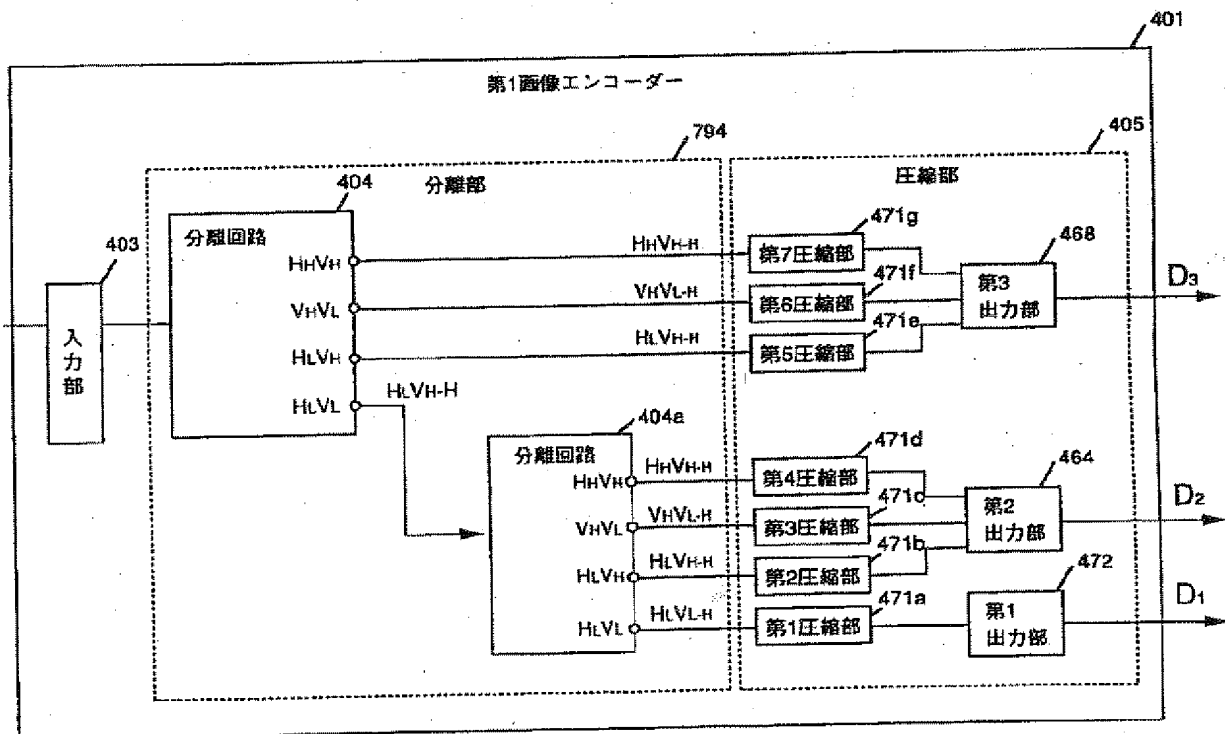 401
第1画像エンコーダー
794
405
分離部
圧縮部
404
分離回路
403
入力部
HHVH
VHVL
HLVH
HLVL
HHVH-H
VHVL-H
HLVH-H
HLVH-H
471g
第7圧縮部
471f
第6圧縮部
471e
第5圧縮部
468
第3
出力部
D3
404a
分離回路
HHVH
VHVL
HLVH
HLVL
HHVH-H
VHVL-H
HLVH-H
HLVL-H
471d
第4圧縮部
471c
第3圧縮部
471b
第2圧縮部
471a
第1圧縮部
464
第2
出力部
D2
472
第1
出力部
D1